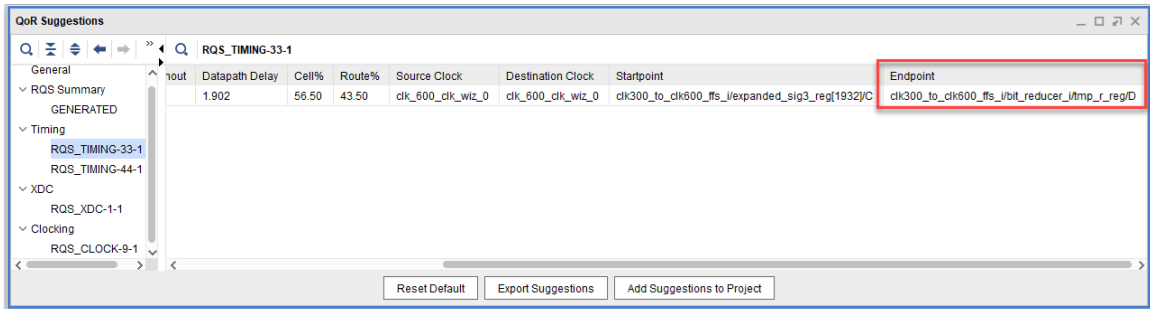 QoR Suggestions
RQS_TIMING-33-1
General
RQS Summary
GENERATED
Timing
RQS_TIMING-33-1
RQS_TIMING-44-1
XDC
RQS_XDC-1-1
Clocking
RQS_CLOCK-9-1
nout Datapath Delay Cell% Route% Source Clock Destination Clock Startpoint Endpoint
1.902 56.50 43.50 clk_600_clk_wiz_0 clk_600_clk_wiz_0 clk300_to_clk600_ffs_i/expanded_sig3_reg[1932]/C clk300_to_clk600_ffs_i/bit_reducer_i/tmp_r_reg/D
Reset Default Export Suggestions Add Suggestions to Project